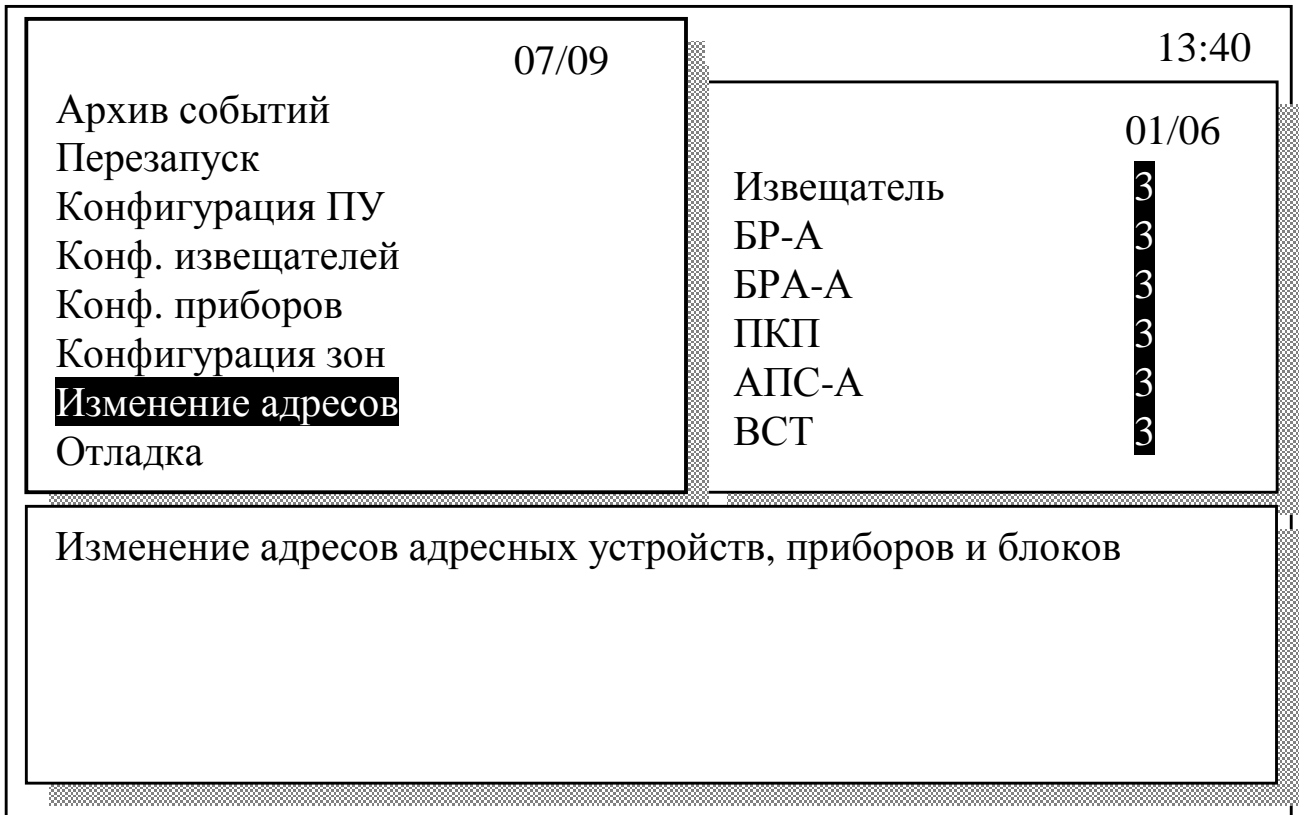 07/09
Архив событий
Перезапуск
Конфигурация ПУ
Конф. извещателей
Конф. приборов
Конфигурация зон
Изменение адресов
Отладка
13:40
01/06
Извещатель 3
БР-А 3
БРА-А 3
ПКП 3
АПС-А 3
ВСТ 3
Изменение адресов адресных устройств, приборов и блоков